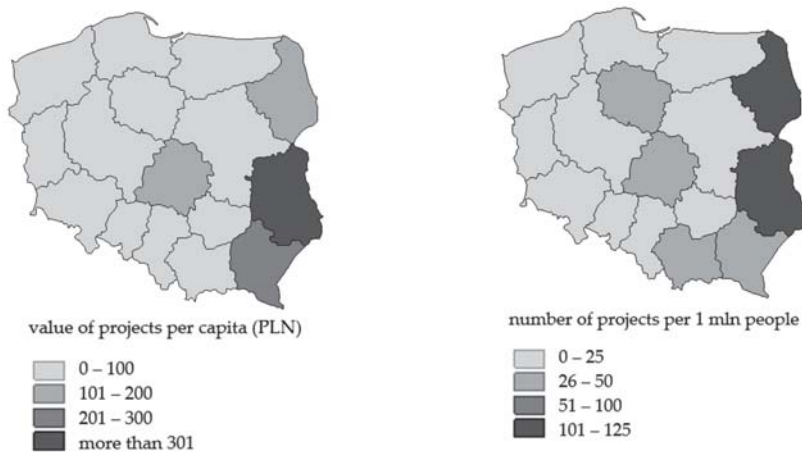 value of projects per capita (PLN)
0 – 100
101 – 200
201 – 300
more than 301
number of projects per 1 mln people
0 – 25
26 – 50
51 – 100
101 – 125